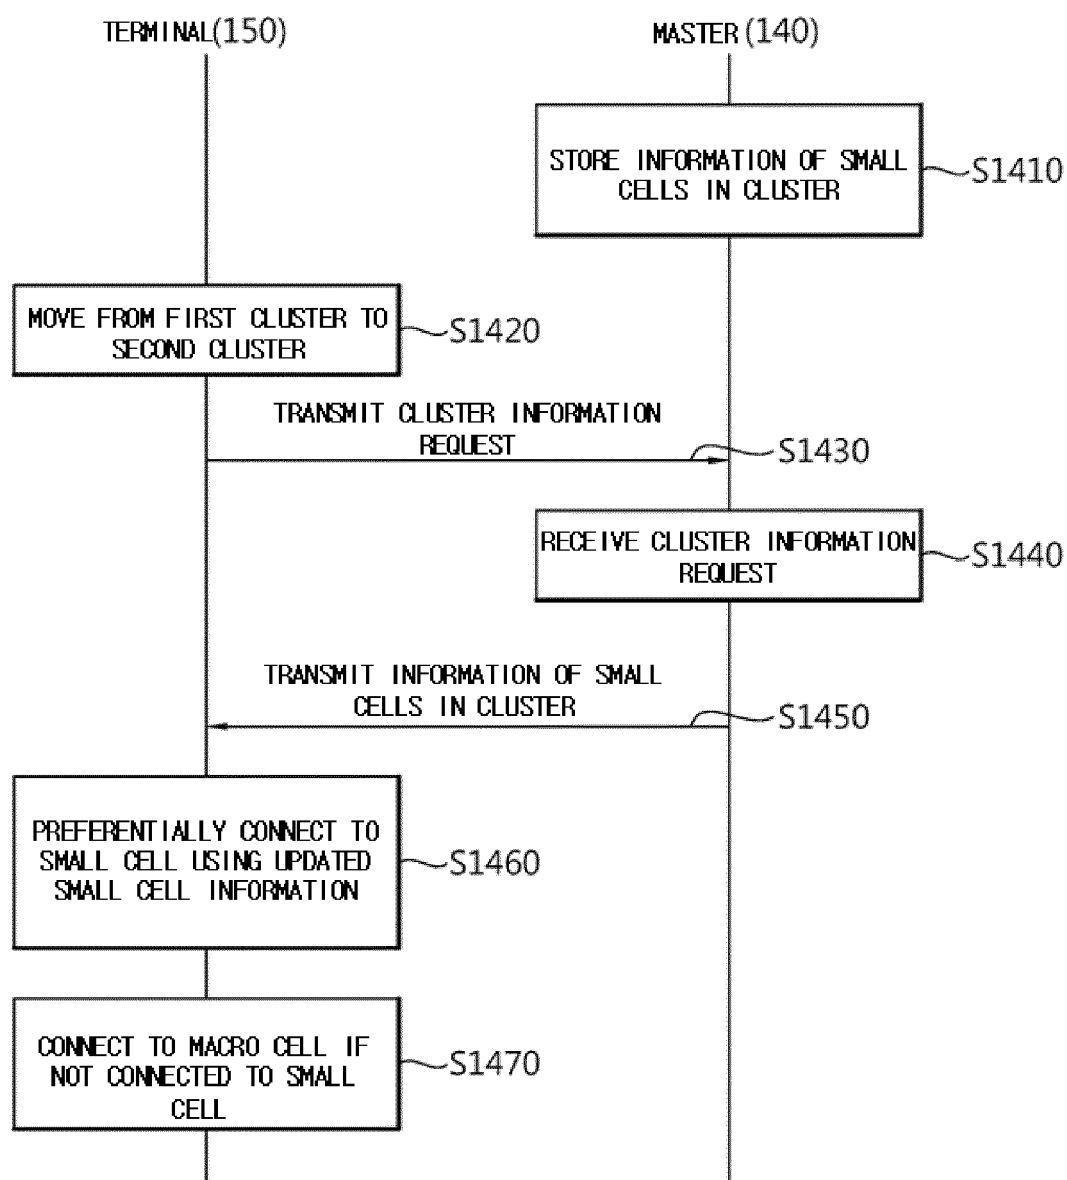 TERMINAL(150)
MASTER(140)
STORE INFORMATION OF SMALL
CELLS IN CLUSTER
S1410
MOVE FROM FIRST CLUSTER TO
SECOND CLUSTER
S1420
TRANSMIT CLUSTER INFORMATION
REQUEST
S1430
RECEIVE CLUSTER INFORMATION
REQUEST
S1440
TRANSMIT INFORMATION OF SMALL
CELLS IN CLUSTER
S1450
PREFERENTIALLY CONNECT TO
SMALL CELL USING UPDATED
SMALL CELL INFORMATION
S1460
CONNECT TO MACRO CELL IF
NOT CONNECTED TO SMALL
CELL
S1470